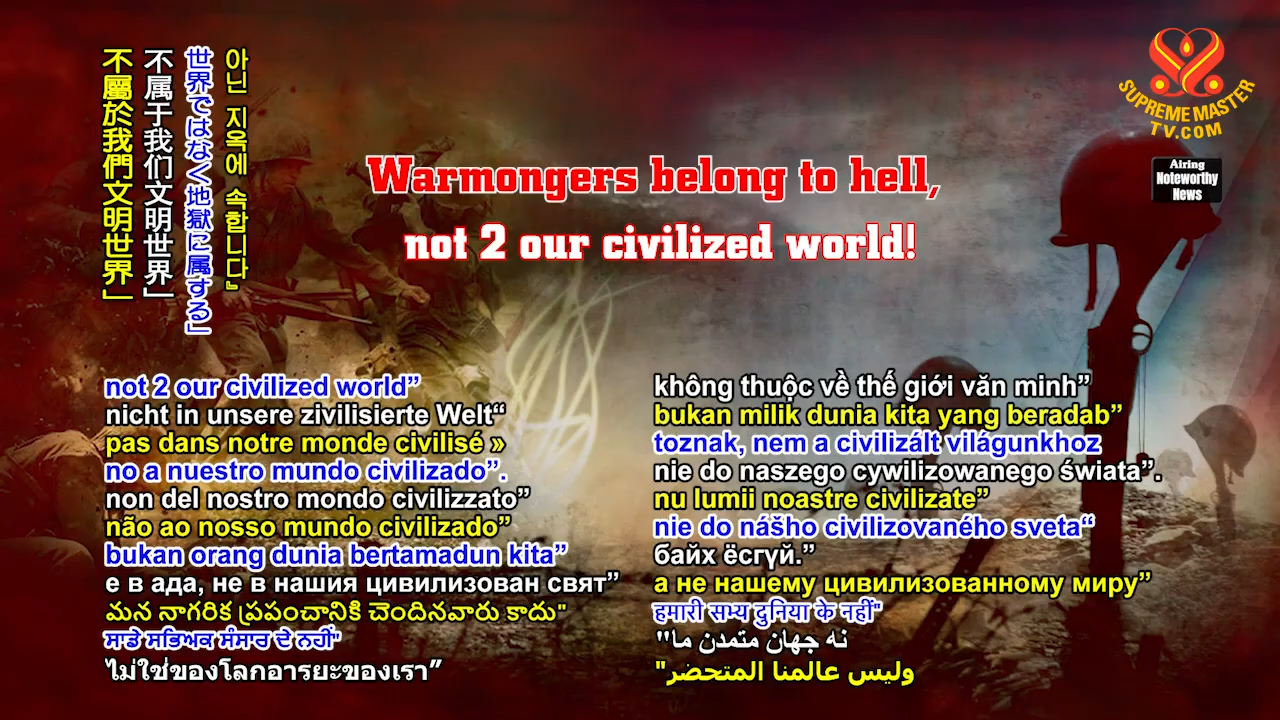 不屬於我們文明世界」
不属于我们文明世界」
世界ではなく地獄に属する」
아닌 지옥에 속합니다』
Warmongers belong to hell,
not 2 our civilized world!
SUPREME MASTER
TV.COM
Airing
Noteworthy
News
not 2 our civilized world”
nicht in unsere zivilisierte Welt“
pas dans notre monde civilisé »
no a nuestro mundo civilizado”.
non del nostro mondo civilizzato”
não ao nosso mundo civilizado”
bukan orang dunia bertamadun kita”
е в ада, не в нашия цивилизован свят”
మన నాగరిక ప్రపంచానికి చెందినవారు కాదు"
ਸਾਡੇ ਸਭਿਅਕ ਸੰਸਾਰ ਦੇ ਨਹੀਂ"
ไม่ใช่ของโลกอารยะของเรา”
không thuộc về thế giới văn minh”
bukan milik dunia kita yang beradab”
toznak, nem a civilizált világunkhoz
nie do naszego cywilizowanego świata”.
nu lumii noastre civilizate”
nie do nášho civilizovaného sveta“
байх ёсгүй.”
а не нашему цивилизованному миру”
हमारी सभ्य दुनिया के नहीं"
نه جهان متمدن ما"
وليس عالمنا المتحضر"